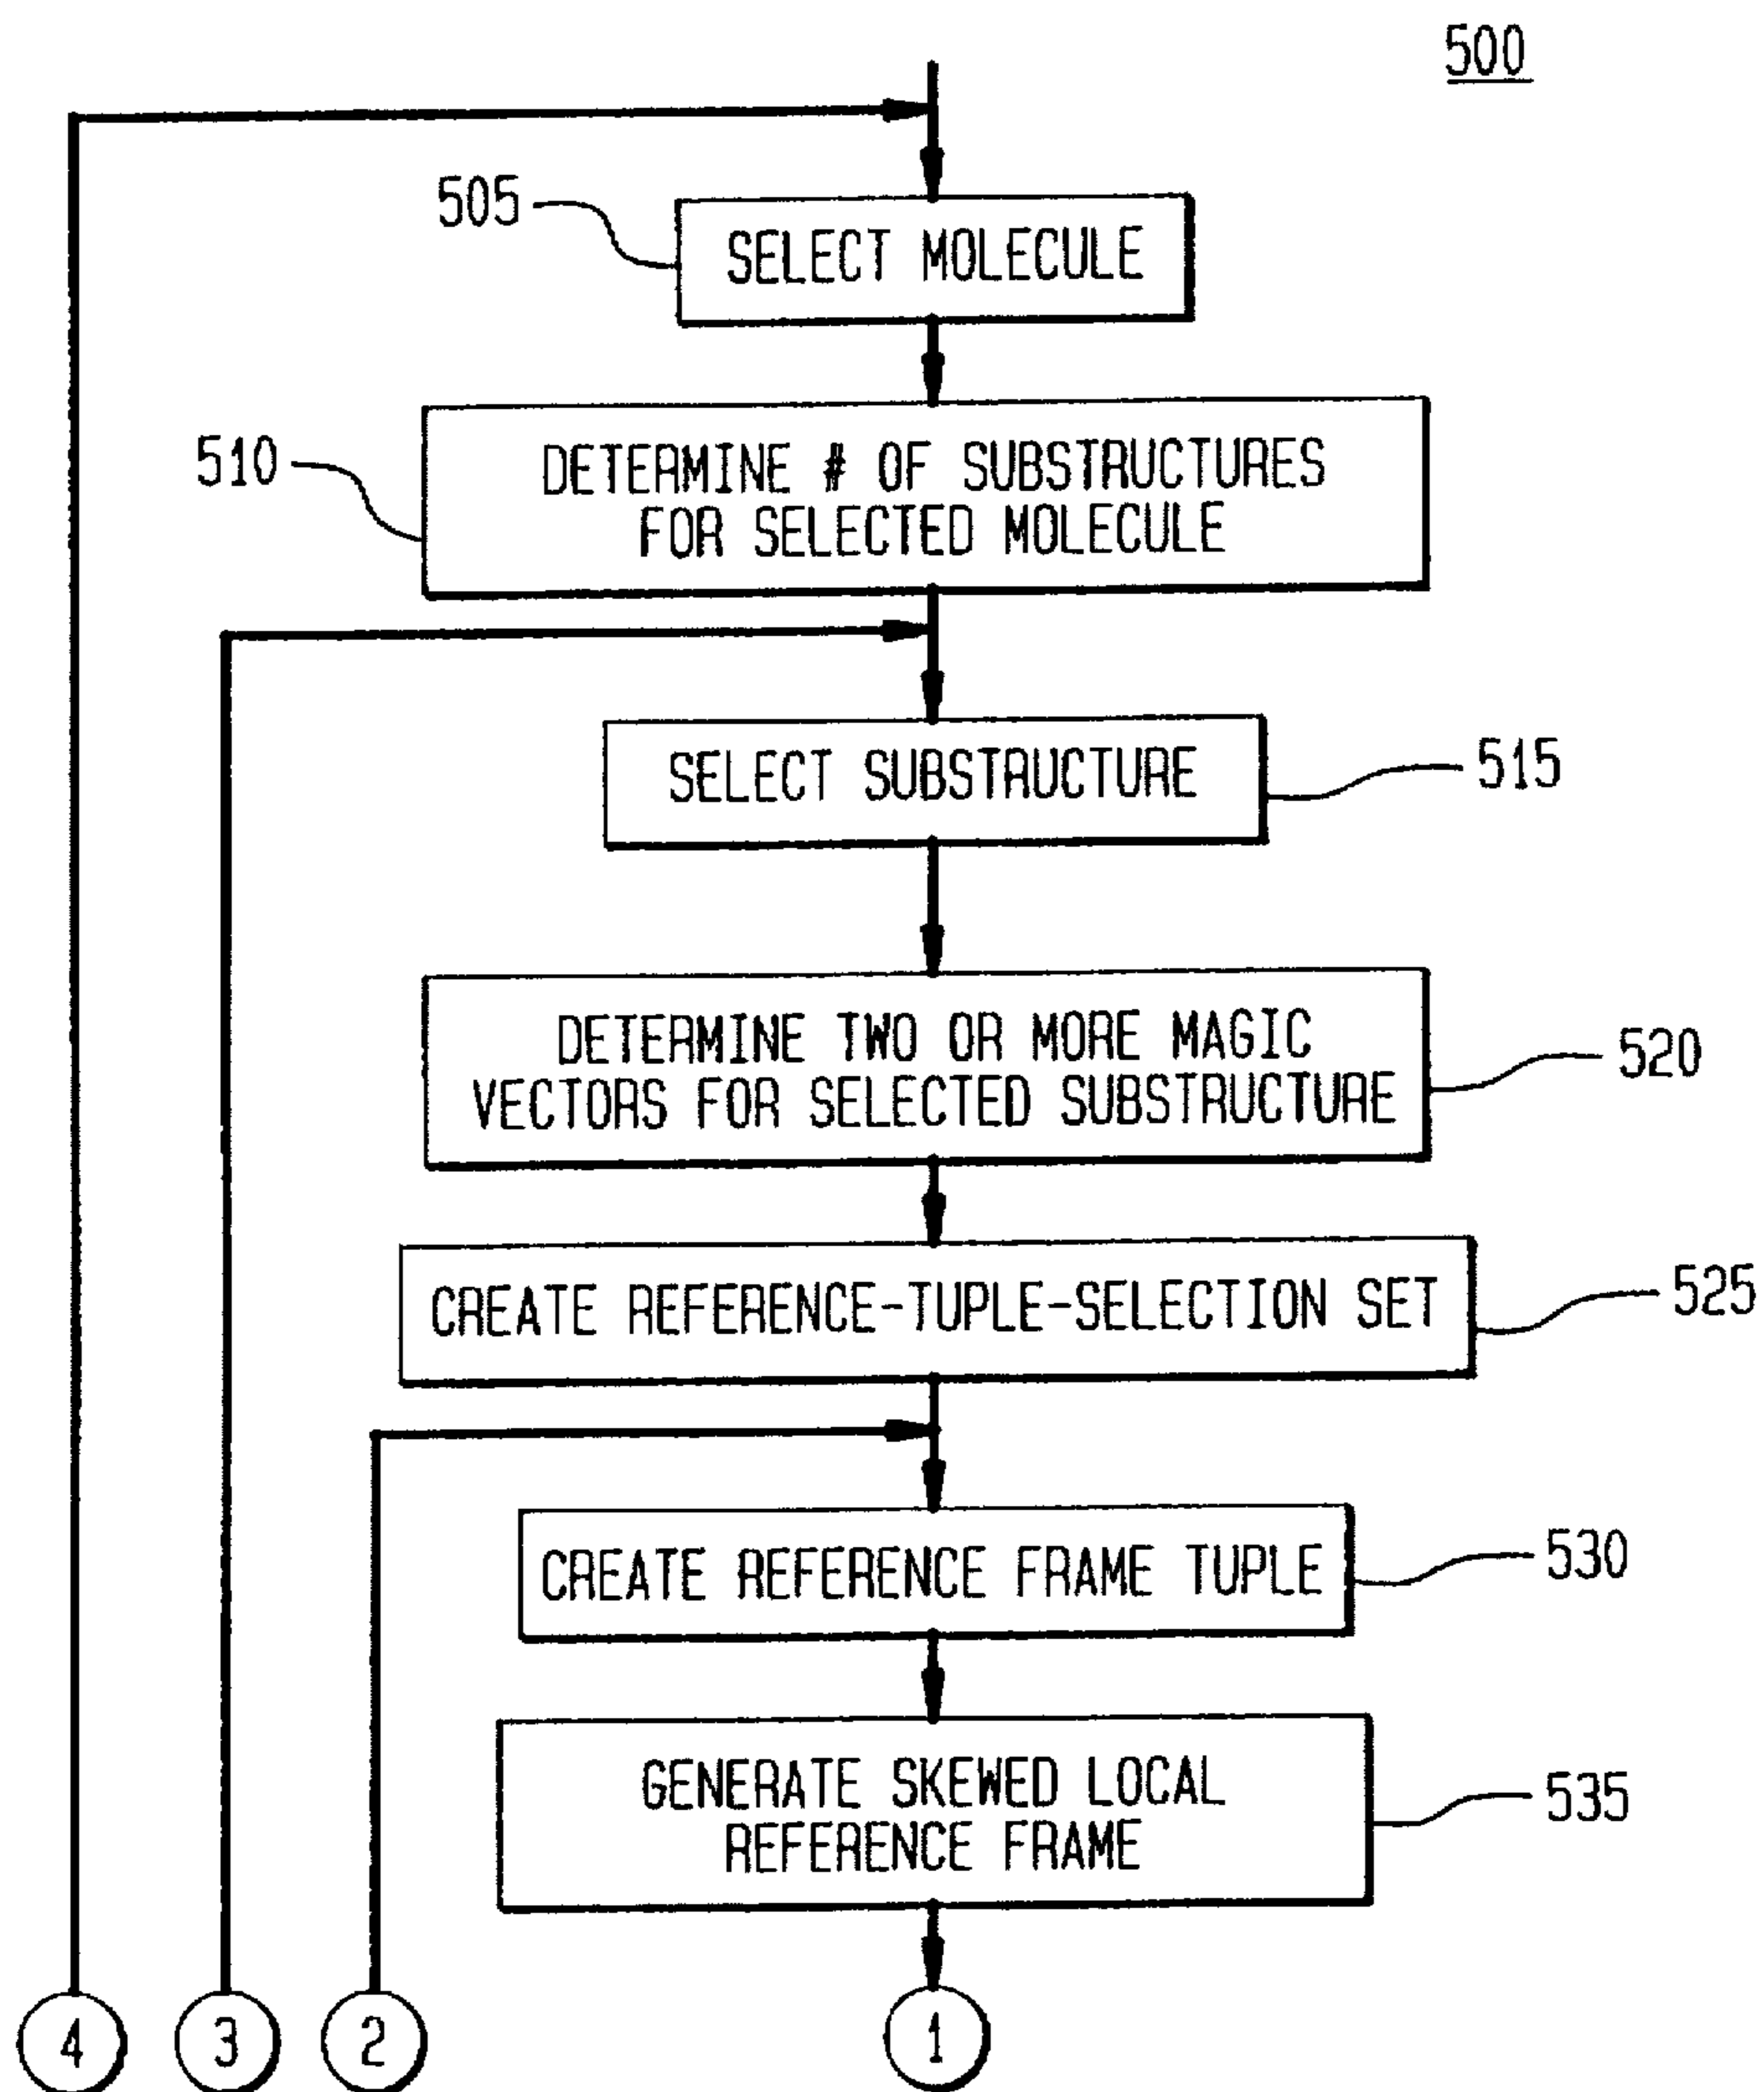 500
505
SELECT MOLECULE
510
DETERMINE # OF SUBSTRUCTURES
FOR SELECTED MOLECULE
SELECT SUBSTRUCTURE
515
DETERMINE TWO OR MORE MAGIC
VECTORS FOR SELECTED SUBSTRUCTURE
520
CREATE REFERENCE-TUPLE-SELECTION SET
525
CREATE REFERENCE FRAME TUPLE
530
GENERATE SKEWED LOCAL
REFERENCE FRAME
535
4
3
2
1